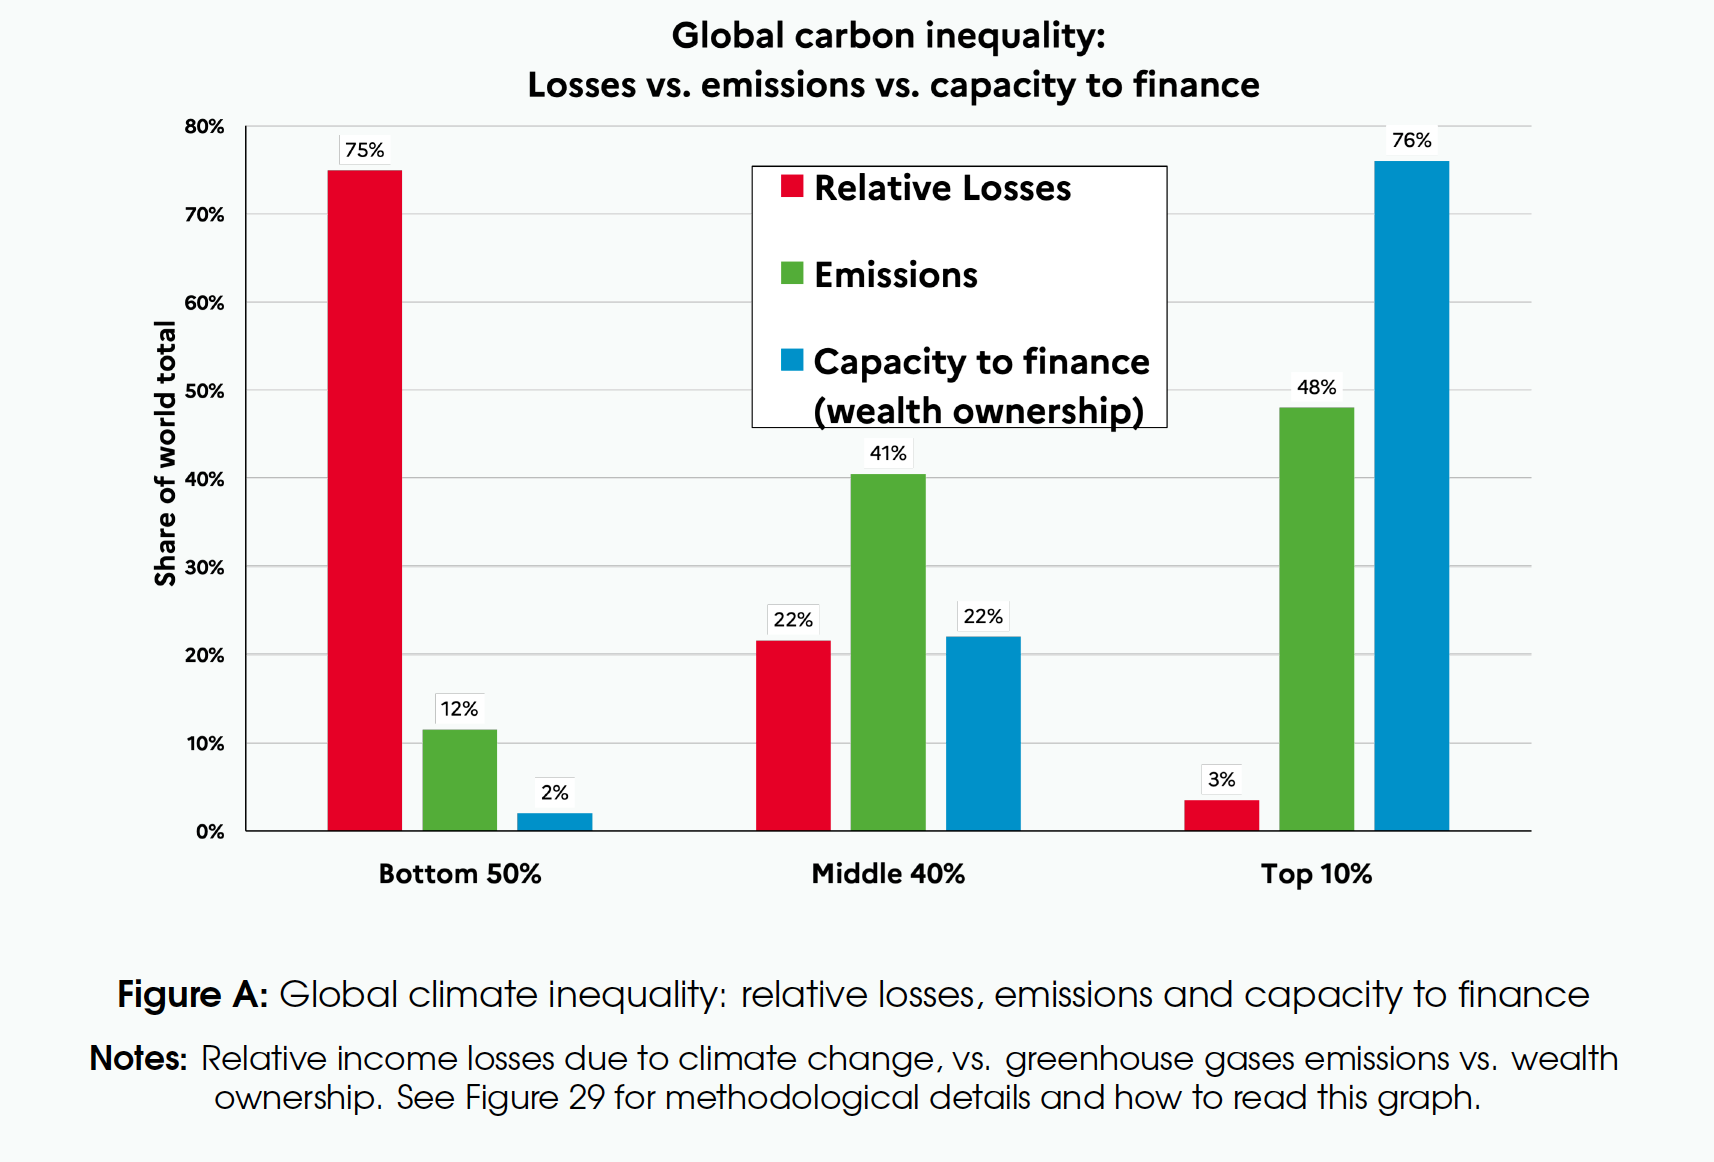 Global carbon inequality:
Losses vs. emissions vs. capacity to finance
80%
70%
60%
50%
40%
30%
20%
10%
0%
Share of world total
Relative Losses
Emissions
Capacity to finance
(wealth ownership)
75%
12%
2%
22%
41%
22%
3%
48%
76%
Bottom 50%
Middle 40%
Top 10%
Figure A: Global climate inequality: relative losses, emissions and capacity to finance
Notes: Relative income losses due to climate change, vs. greenhouse gases emissions vs. wealth
ownership. See Figure 29 for methodological details and how to read this graph.